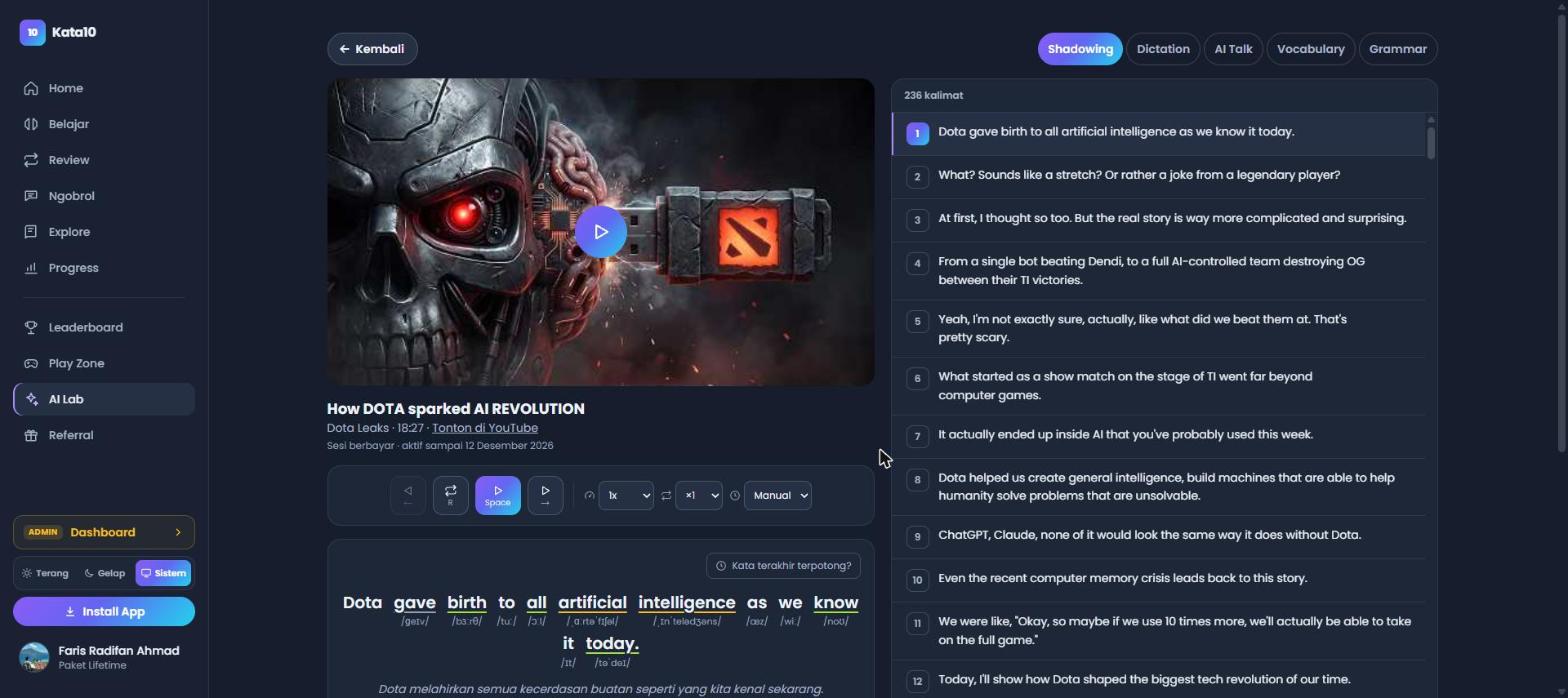 10 Kata10
Home
Belajar
Review
Ngobrol
Explore
Progress
Leaderboard
Play Zone
AI Lab
Referral
ADMIN Dashboard
Terang Gelap Sistem
Install App
Faris Radifan Ahmad
Paket Lifetime
← Kembali
Shadowing Dictation AI Talk Vocabulary Grammar
How DOTA sparked AI REVOLUTION
Dota Leaks · 18:27 · Tonton di YouTube
Sesi berbayar · aktif sampai 12 Desember 2026
← R Space → 1x ×1 Manual
Kata terakhir terpotong?
Dota gave birth to all artificial intelligence as we know
/ɡeɪv/ /bɜːrθ/ /tuː/ /ɔːl/ /ˌɑːrtəˈfɪʃəl/ /ˌɪnˈtelədʒəns/ /æz/ /wiː/ /noʊ/
it today.
/ɪt/ /təˈdeɪ/
Dota melahirkan semua kecerdasan buatan seperti yang kita kenal sekarang.
236 kalimat
1 Dota gave birth to all artificial intelligence as we know it today.
2 What? Sounds like a stretch? Or rather a joke from a legendary player?
3 At first, I thought so too. But the real story is way more complicated and surprising.
4 From a single bot beating Dendi, to a full AI-controlled team destroying OG
between their TI victories.
5 Yeah, I'm not exactly sure, actually, like what did we beat them at. That's
pretty scary.
6 What started as a show match on the stage of TI went far beyond
computer games.
7 It actually ended up inside AI that you've probably used this week.
8 Dota helped us create general intelligence, build machines that are able to help
humanity solve problems that are unsolvable.
9 ChatGPT, Claude, none of it would look the same way it does without Dota.
10 Even the recent computer memory crisis leads back to this story.
11 We were like, "Okay, so maybe if we use 10 times more, we'll actually be able to take
on the full game."
12 Today, I'll show how Dota shaped the biggest tech revolution of our time.